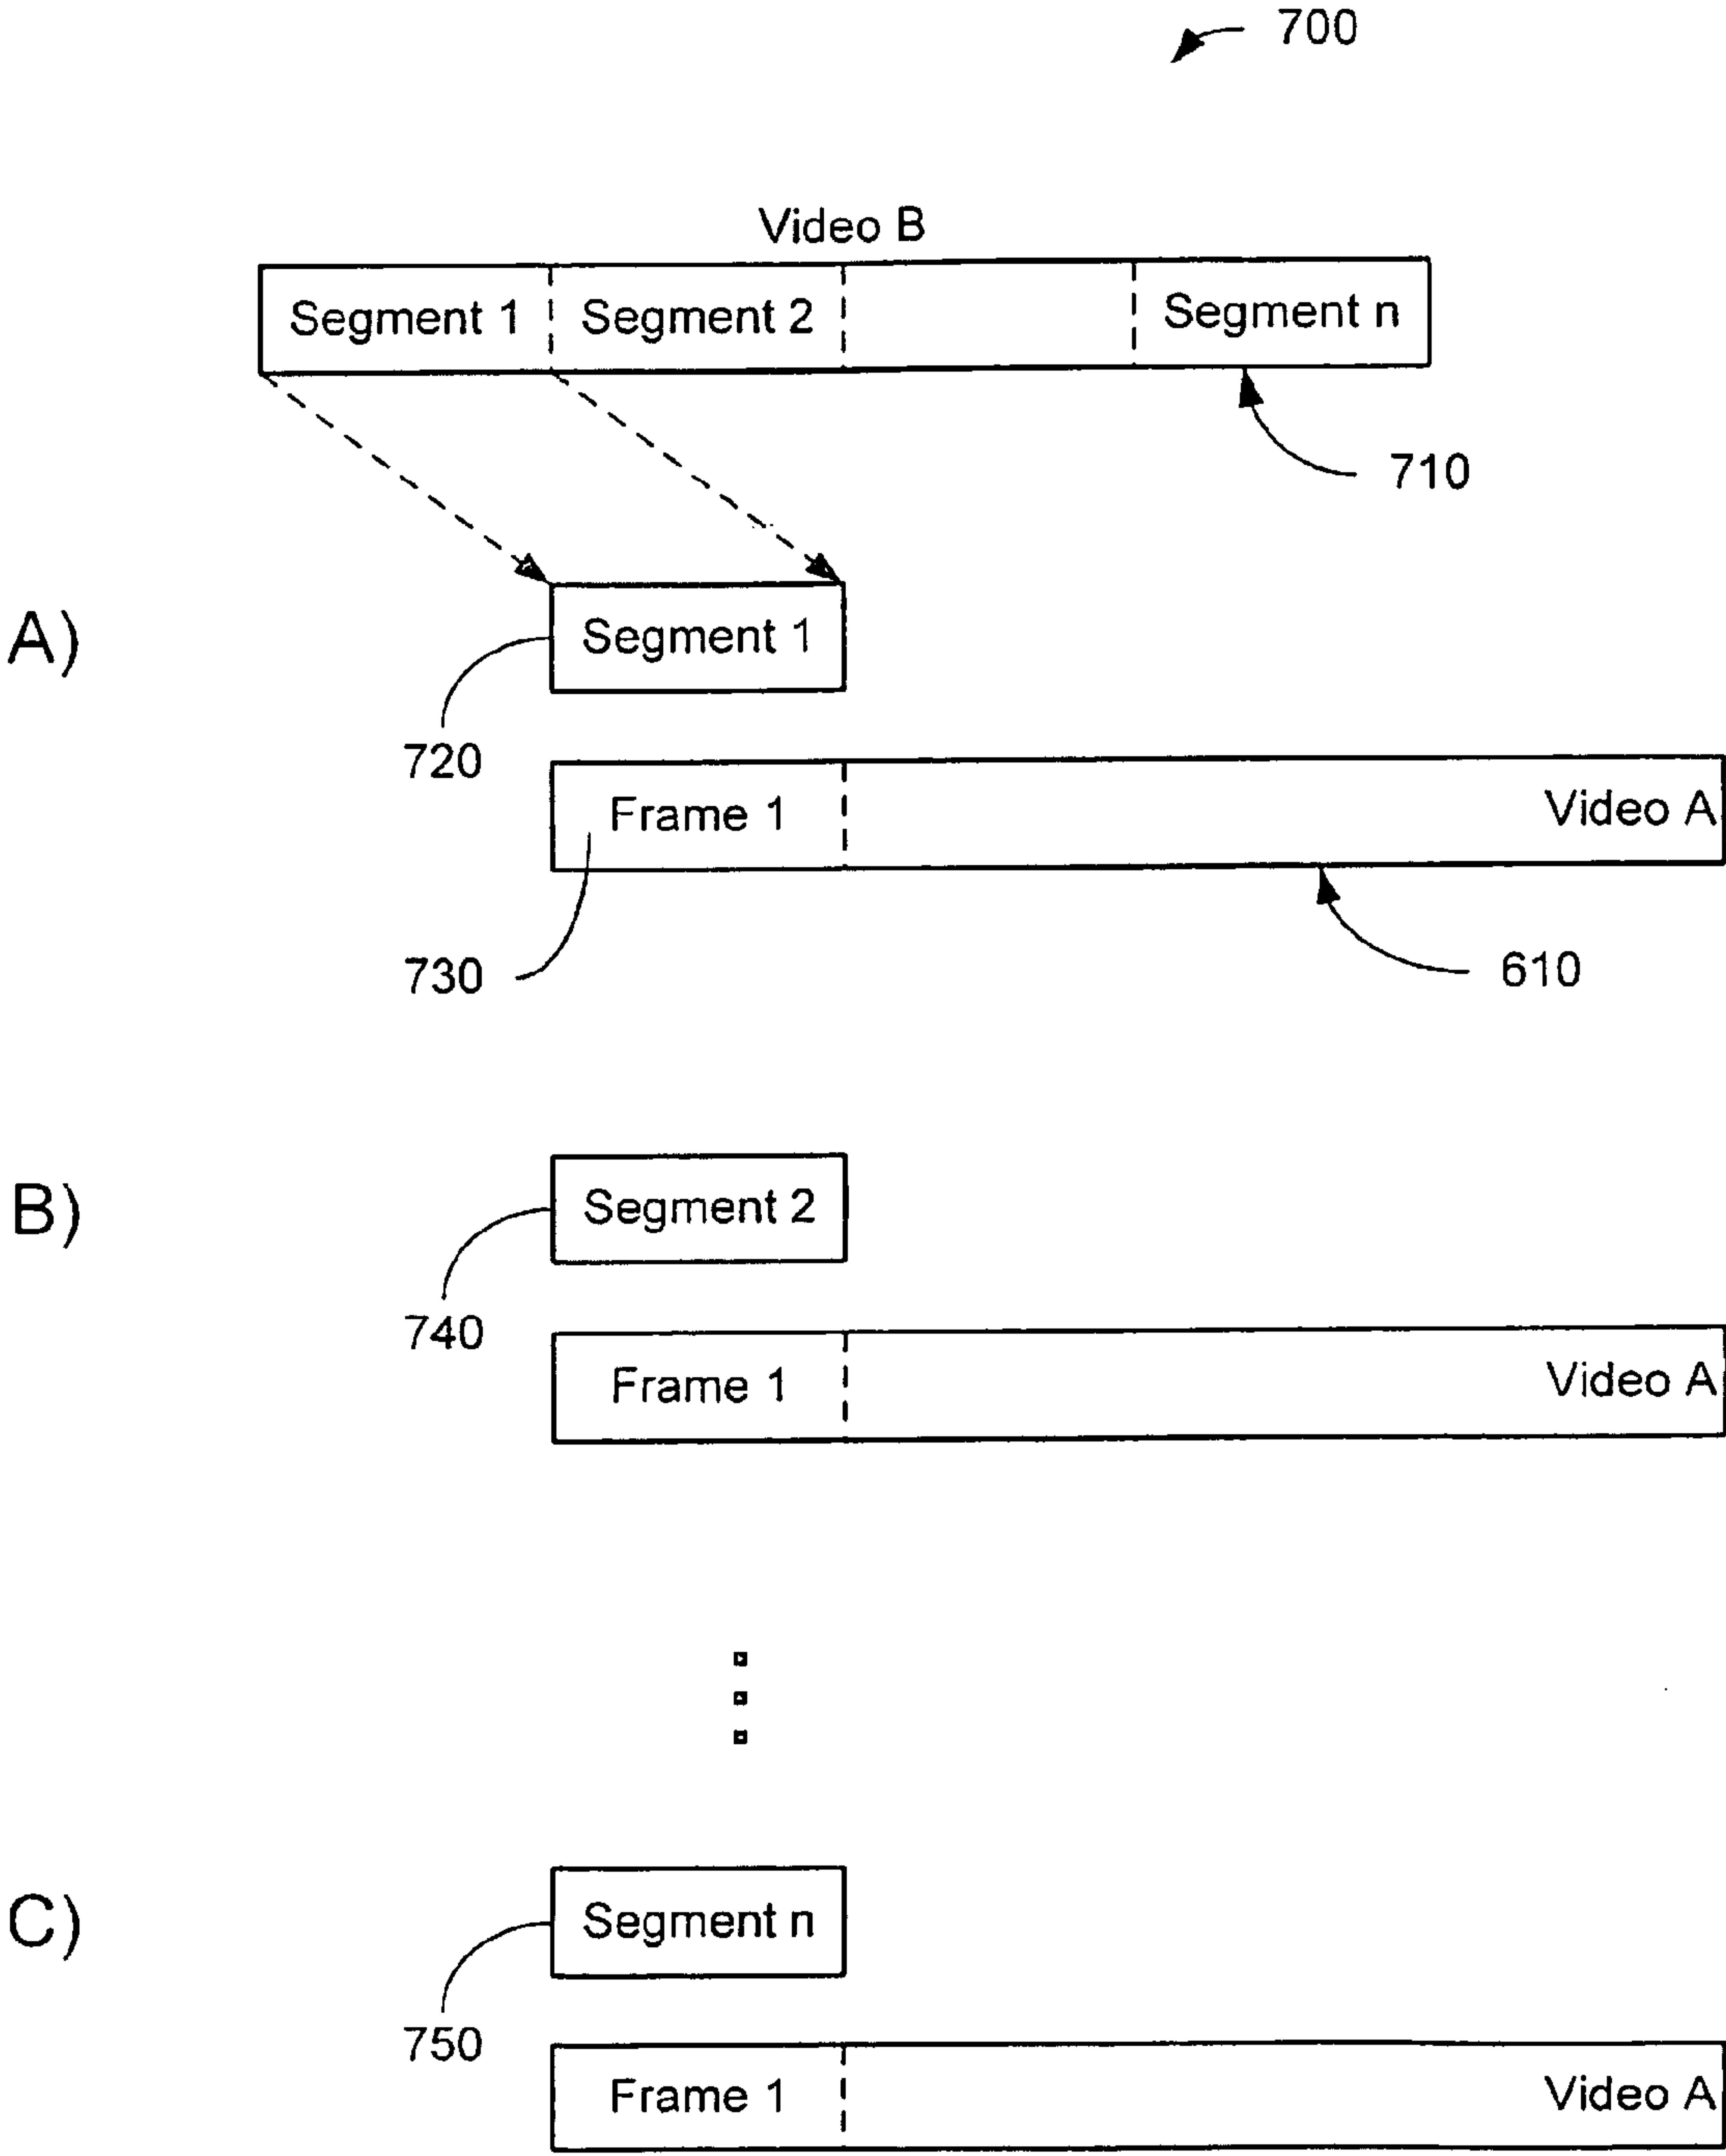 700
Video B
Segment 1 Segment 2 Segment n
710
A)
Segment 1
720
Frame 1 Video A
730
610
B)
Segment 2
740
Frame 1 Video A
C)
Segment n
750
Frame 1 Video A